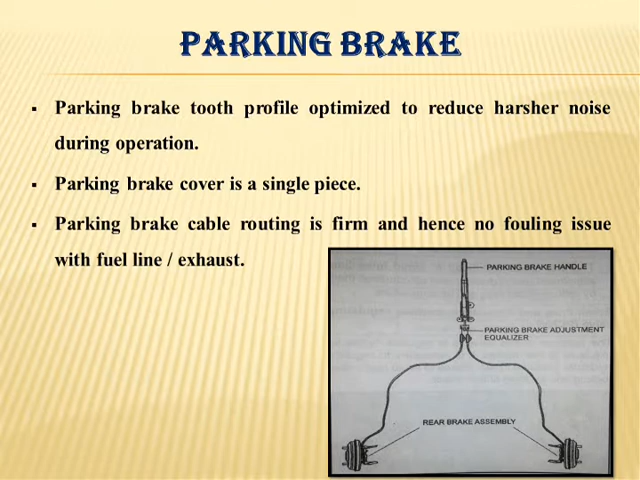 PARKING BRAKE
▪ Parking brake tooth profile optimized to reduce harsher noise
during operation.
▪ Parking brake cover is a single piece.
▪ Parking brake cable routing is firm and hence no fouling issue
with fuel line / exhaust.
PARKING BRAKE HANDLE
PARKING BRAKE ADJUSTMENT
EQUALIZER
REAR BRAKE ASSEMBLY